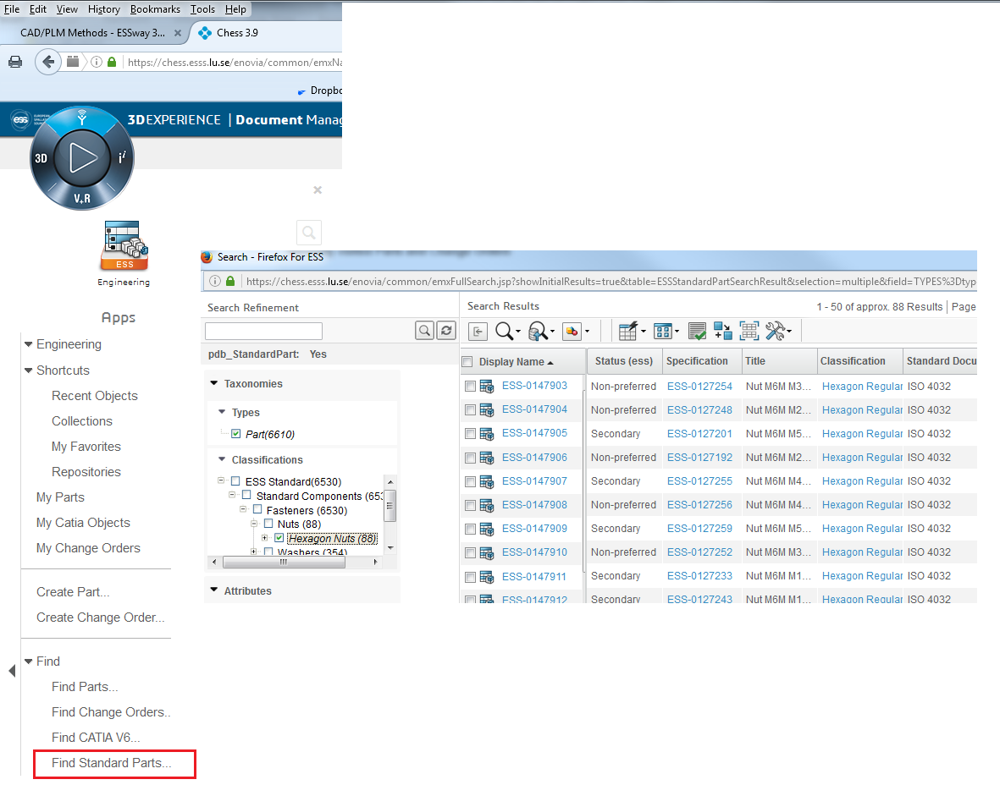 File Edit View History Bookmarks Tools Help
CAD/PLM Methods - ESSway 3... × Chess 3.9
https://chess.esss.lu.se/enovia/common/emxNa
Dropbo
ess EUROPEAN
3DEXPERIENCE | Document Manag
3D
i²
V+R
ESS
Engineering
Apps
Engineering
Shortcuts
Recent Objects
Collections
My Favorites
Repositories
My Parts
My Catia Objects
My Change Orders
Create Part...
Create Change Order...
Find
Find Parts...
Find Change Orders..
Find CATIA V6...
Find Standard Parts...
Search - Firefox For ESS
https://chess.esss.lu.se/enovia/common/emxFullSearch.jsp?showInitialResults=true&table=ESSStandardPartSearchResult&selection=multiple&field=TYPES%3Dtyp
Search Refinement
pdb_StandardPart: Yes
Taxonomies
Types
Part(6610)
Classifications
ESS Standard(6530)
Standard Components (653
Fasteners (6530)
Nuts (88)
Hexagon Nuts (88)
Washers (354)
Attributes
Search Results 1 - 50 of approx. 88 Results | Page
Display Name Status (ess) Specification Title Classification Standard Docu
ESS-0147903 Non-preferred ESS-0127254 Nut M6M M3... Hexagon Regular ISO 4032
ESS-0147904 Non-preferred ESS-0127248 Nut M6M M2... Hexagon Regular ISO 4032
ESS-0147905 Secondary ESS-0127201 Nut M6M M5... Hexagon Regular ISO 4032
ESS-0147906 Non-preferred ESS-0127192 Nut M6M M2... Hexagon Regular ISO 4032
ESS-0147907 Secondary ESS-0127255 Nut M6M M4... Hexagon Regular ISO 4032
ESS-0147908 Non-preferred ESS-0127256 Nut M6M M4... Hexagon Regular ISO 4032
ESS-0147909 Secondary ESS-0127259 Nut M6M M5... Hexagon Regular ISO 4032
ESS-0147910 Non-preferred ESS-0127252 Nut M6M M3... Hexagon Regular ISO 4032
ESS-0147911 Secondary ESS-0127233 Nut M6M M1... Hexagon Regular ISO 4032
ESS-0147912 Secondary ESS-0127243 Nut M6M M1... Hexagon Regular ISO 4032